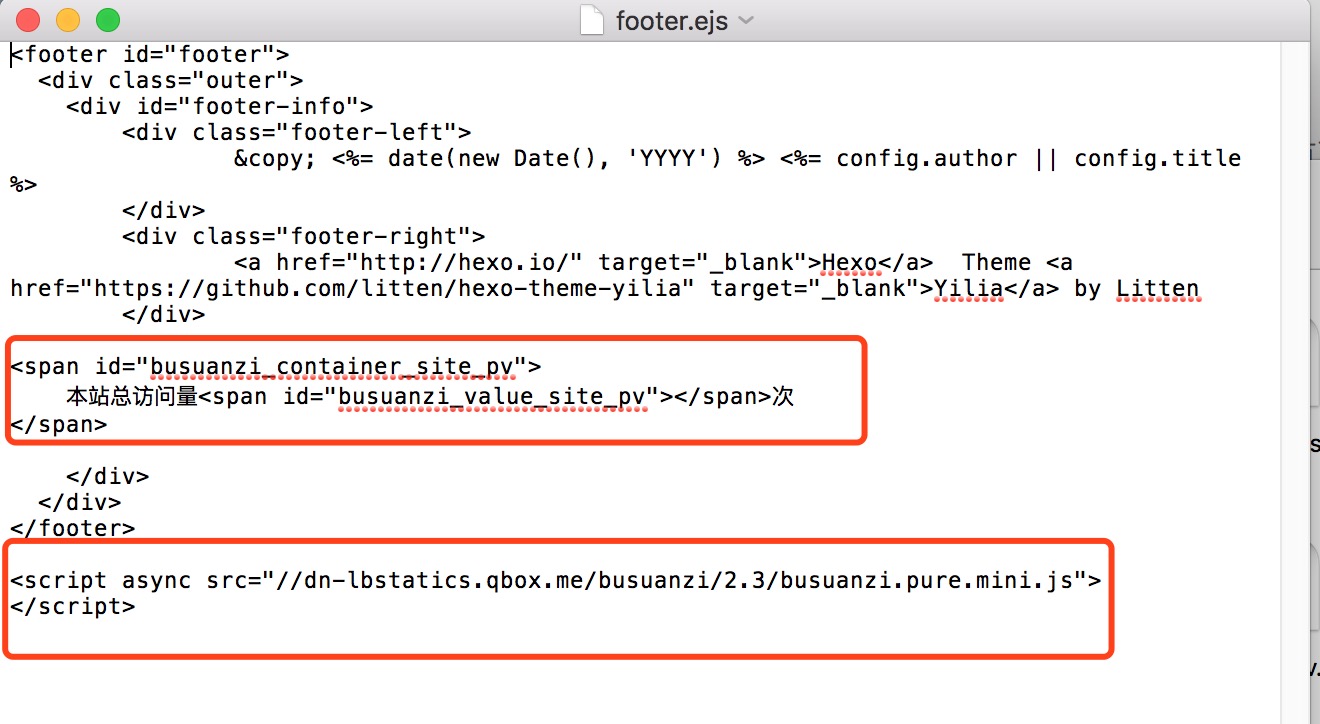 footer.ejs
<footer id="footer">
  <div class="outer">
    <div id="footer-info">
        <div class="footer-left">
                &copy; <%= date(new Date(), 'YYYY') %> <%= config.author || config.title
%>
        </div>
        <div class="footer-right">
                <a href="http://hexo.io/" target="_blank">Hexo</a>  Theme <a
href="https://github.com/litten/hexo-theme-yilia" target="_blank">Yilia</a> by Litten
        </div>
<span id="busuanzi_container_site_pv">
    本站总访问量<span id="busuanzi_value_site_pv"></span>次
</span>
    </div>
  </div>
</footer>
<script async src="//dn-lbstatics.qbox.me/busuanzi/2.3/busuanzi.pure.mini.js">
</script>